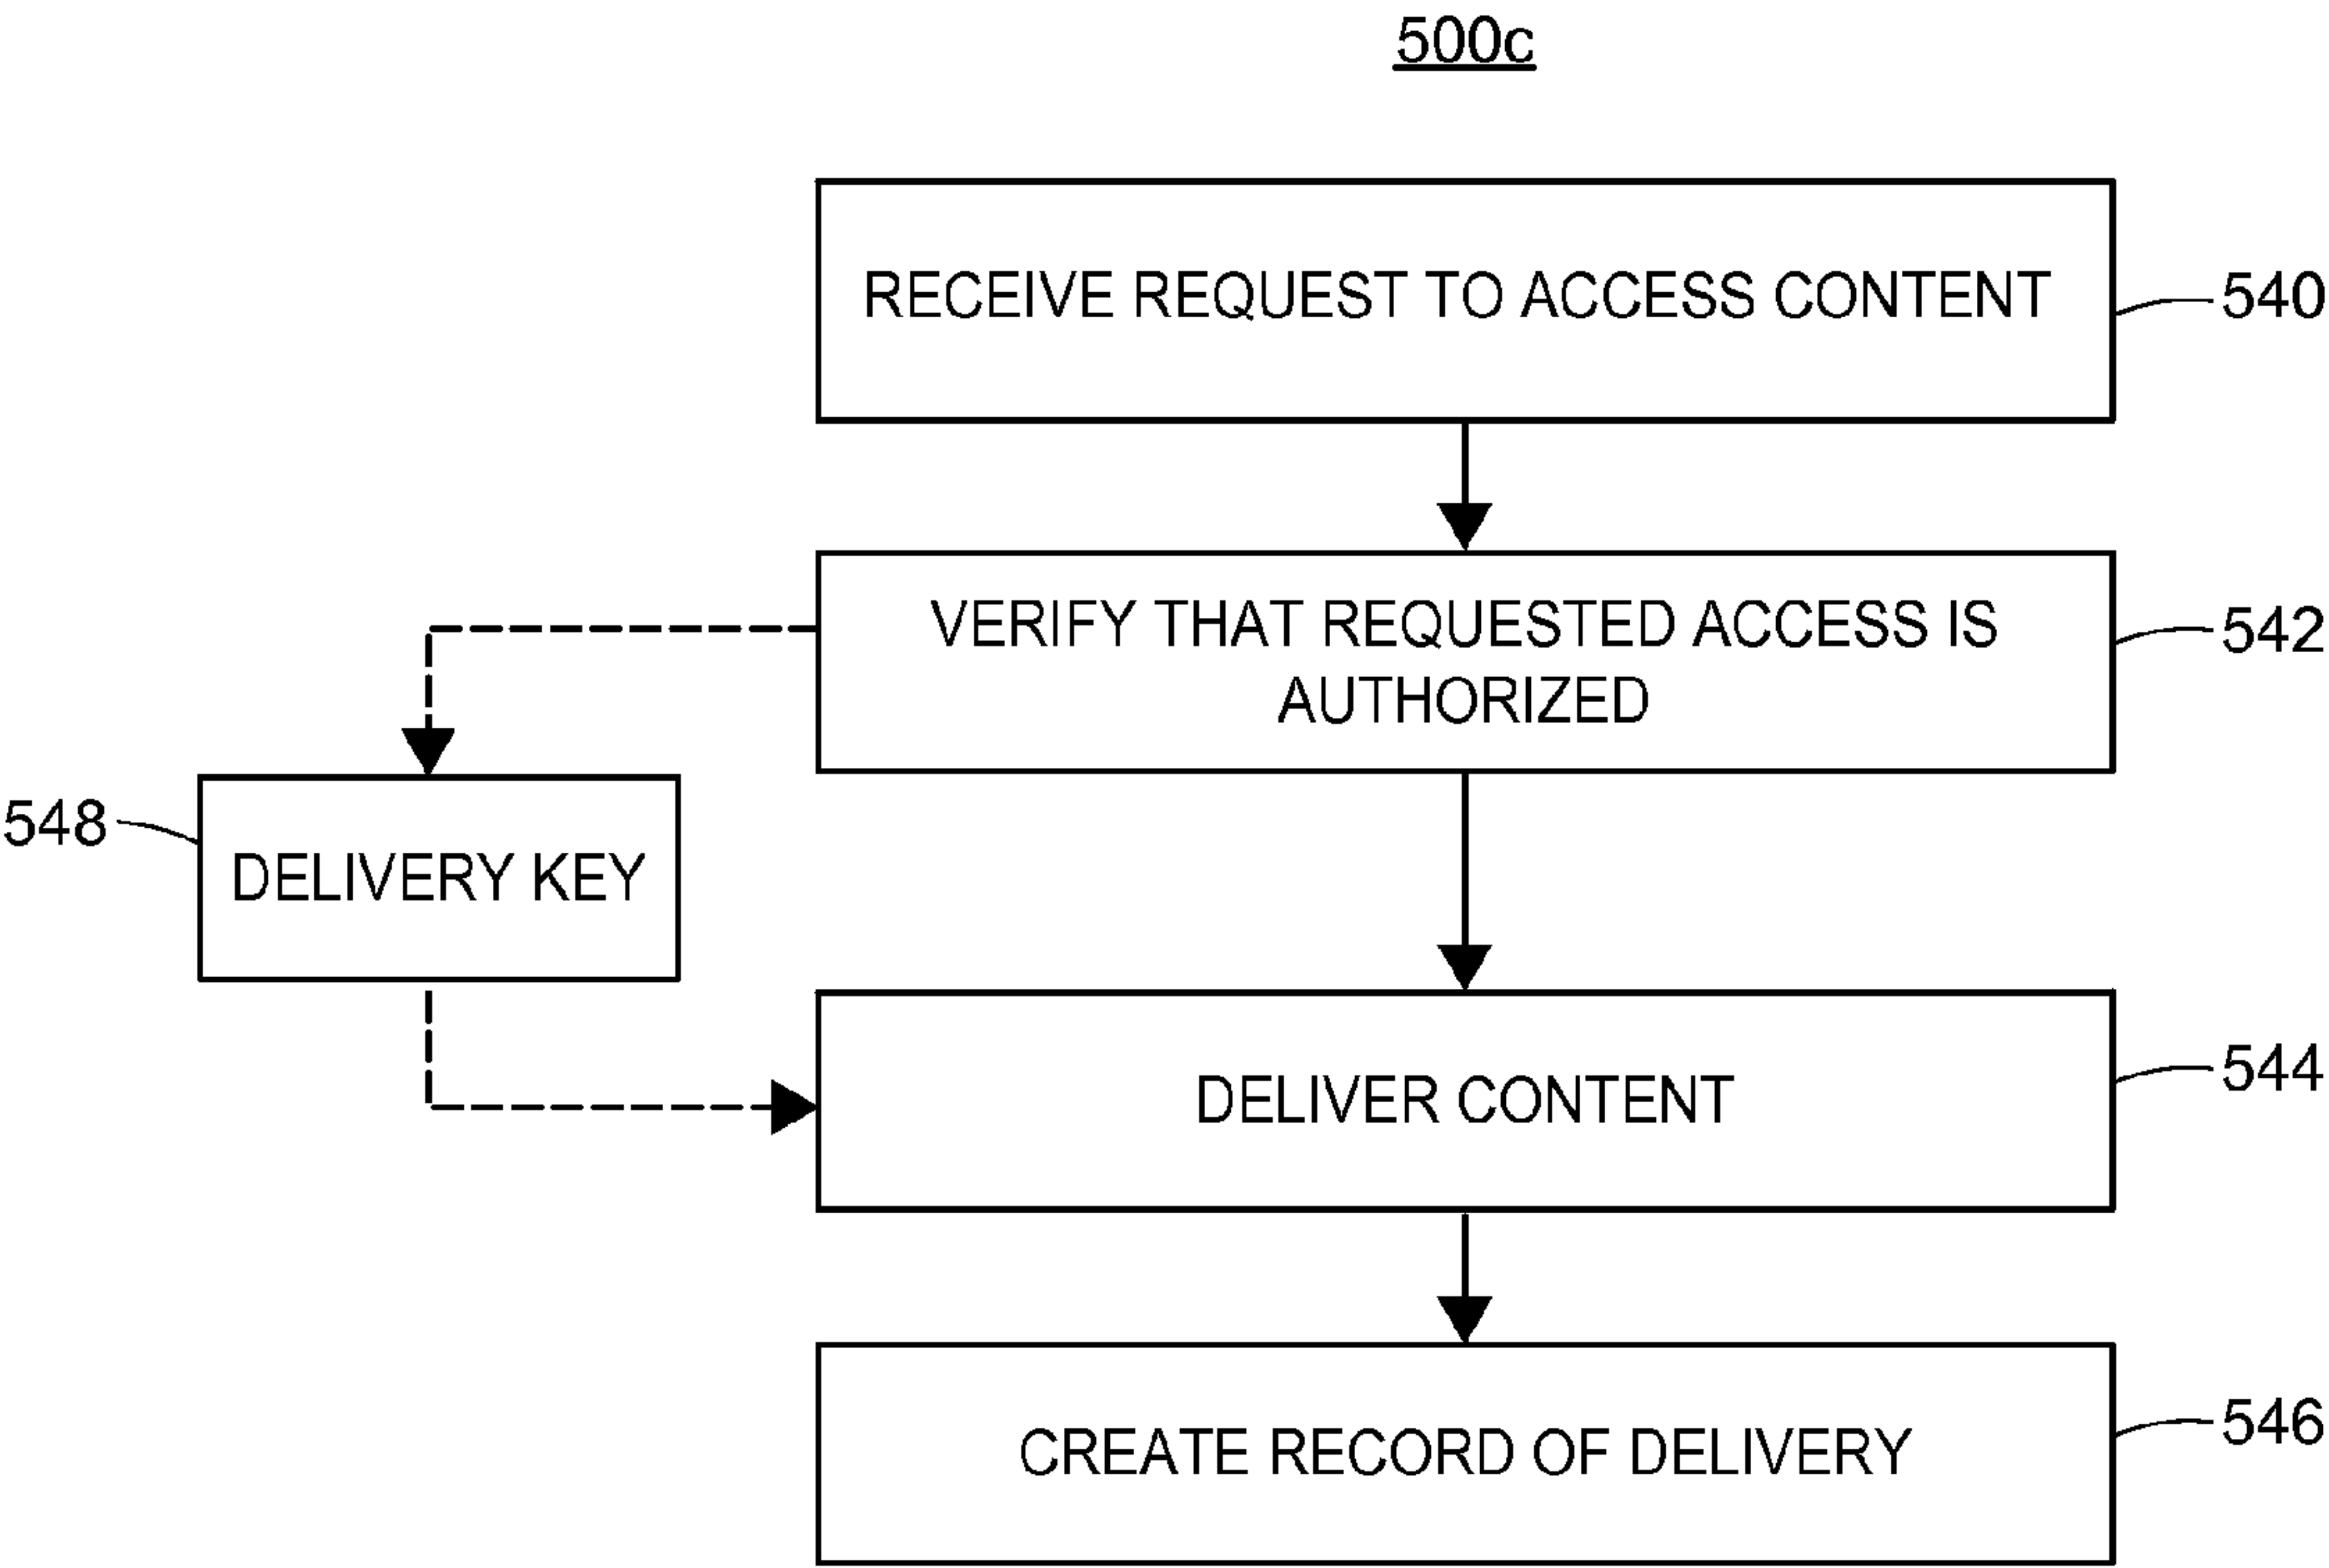 500c
RECEIVE REQUEST TO ACCESS CONTENT
540
VERIFY THAT REQUESTED ACCESS IS
AUTHORIZED
542
548
DELIVERY KEY
DELIVER CONTENT
544
CREATE RECORD OF DELIVERY
546